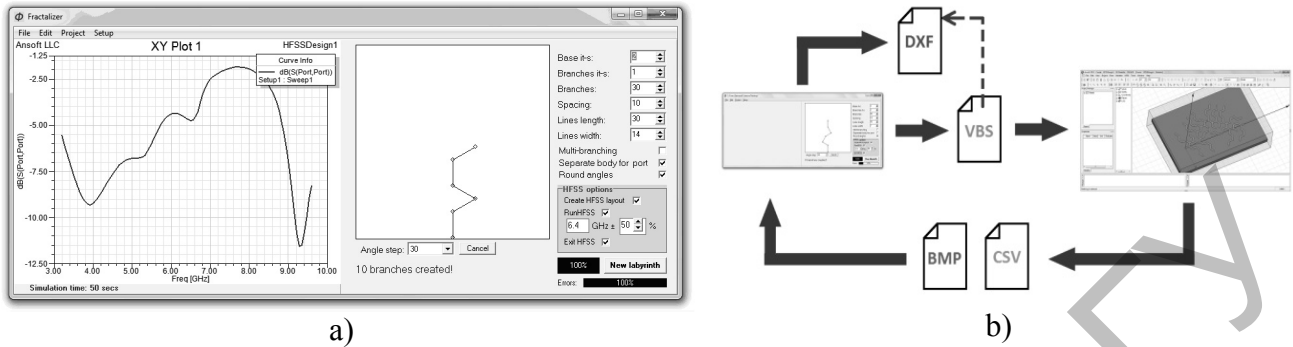 Fractalizer
File Edit Project Setup
Ansoft LLC XY Plot 1 HFSSDesign1
Curve Info
dB(S(Port,Port))
Setup1 : Sweep1
-1.25
-2.50
-5.00
-7.50
-10.00
-12.50
dB(S(Port,Port))
3.00 4.00 5.00 6.00 7.00 8.00 9.00 10.00
Freq [GHz]
Simulation time: 50 secs
Angle step: 30 Cancel
10 branches created!
Base it-s:
Branches it-s: 1
Branches: 30
Spacing: 10
Lines length: 30
Lines width: 14
Multi-branching
Separate body for port
Round angles
HFSS options
Create HFSS layout
RunHFSS
6.4 GHz ± 50 %
Exit HFSS
100% New labyrinth
Errors: 100%
a)
DXF
VBS
BMP CSV
b)